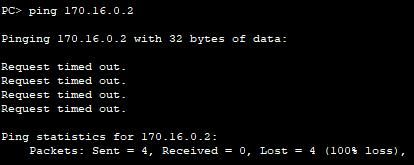 PC> ping 170.16.0.2
Pinging 170.16.0.2 with 32 bytes of data:
Request timed out.
Request timed out.
Request timed out.
Request timed out.
Ping statistics for 170.16.0.2:
    Packets: Sent = 4, Received = 0, Lost = 4 (100% loss),